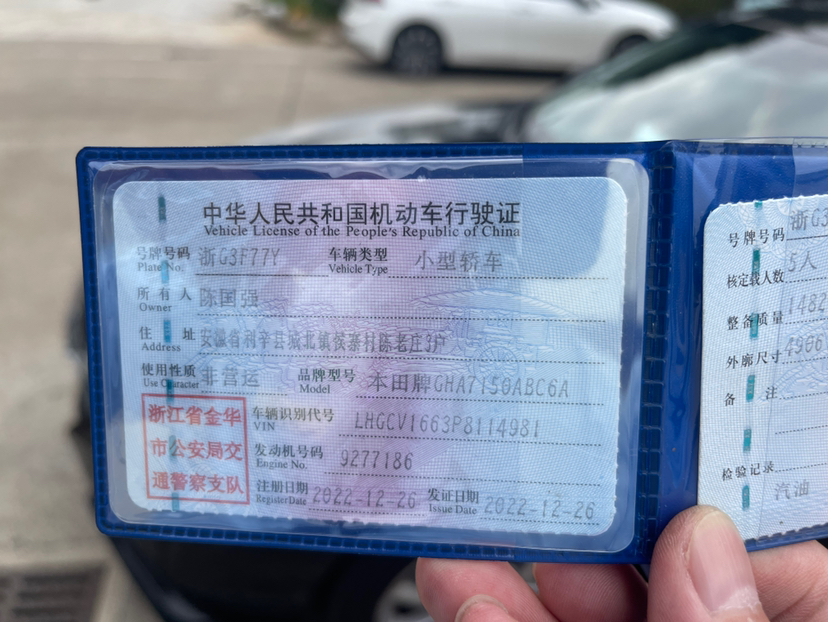 中华人民共和国机动车行驶证
Vehicle License of the People's Republic of China
号牌号码 浙G3F77Y 车辆类型 小型轿车
Plate No. Vehicle Type
所有人 陈国强
Owner
住址 安徽省利辛县城北镇侯寨村陈老庄3户
Address
使用性质 非营运 品牌型号 本田牌GHA7150ABC6A
Use Character Model
浙江省金华
市公安局交
通警察支队
车辆识别代号 LHGCV1663P8114981
VIN
发动机号码 9277186
Engine No.
注册日期 2022-12-26 发证日期 2022-12-26
Register Date Issue Date
号牌号码 浙G3
核定载人数 5人
整备质量 1482
外廓尺寸
备注
检验记录
汽油